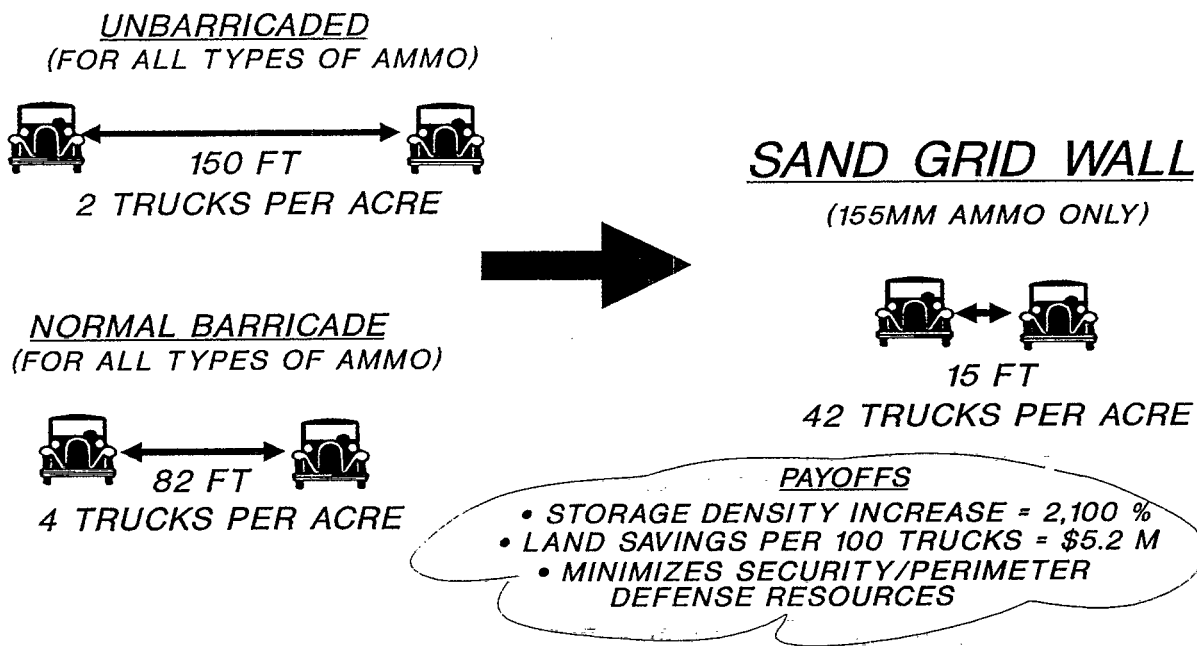 UNBARRICADED
(FOR ALL TYPES OF AMMO)
150 FT
2 TRUCKS PER ACRE
NORMAL BARRICADE
(FOR ALL TYPES OF AMMO)
82 FT
4 TRUCKS PER ACRE
SAND GRID WALL
(155MM AMMO ONLY)
15 FT
42 TRUCKS PER ACRE
PAYOFFS
• STORAGE DENSITY INCREASE = 2,100 %
• LAND SAVINGS PER 100 TRUCKS = $5.2 M
• MINIMIZES SECURITY/PERIMETER
DEFENSE RESOURCES